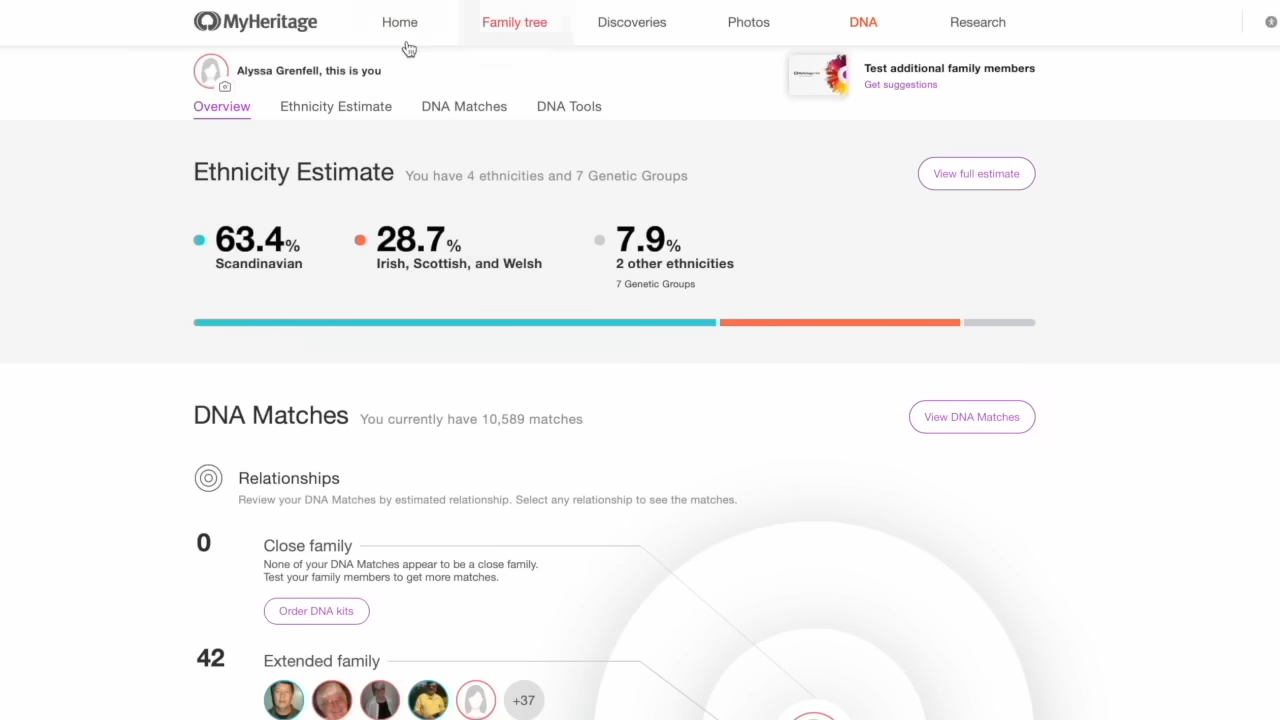 MyHeritage
Home
Family tree
Discoveries
Photos
DNA
Research
Alyssa Grenfell, this is you
Test additional family members
Get suggestions
Overview
Ethnicity Estimate
DNA Matches
DNA Tools
Ethnicity Estimate You have 4 ethnicities and 7 Genetic Groups
View full estimate
63.4%
Scandinavian
28.7%
Irish, Scottish, and Welsh
7.9%
2 other ethnicities
7 Genetic Groups
DNA Matches You currently have 10,589 matches
View DNA Matches
Relationships
Review your DNA Matches by estimated relationship. Select any relationship to see the matches.
0
Close family
None of your DNA Matches appear to be a close family.
Test your family members to get more matches.
Order DNA kits
42
Extended family
+37